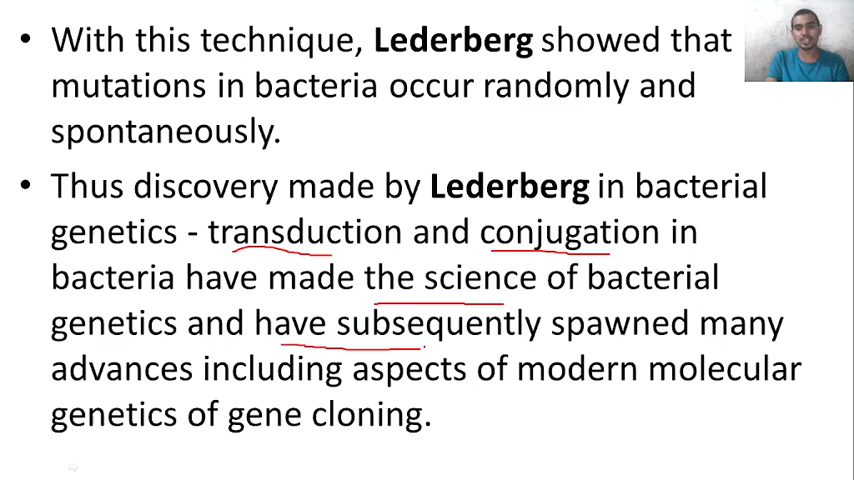 • With this technique, Lederberg showed that
mutations in bacteria occur randomly and
spontaneously.
• Thus discovery made by Lederberg in bacterial
genetics - transduction and conjugation in
bacteria have made the science of bacterial
genetics and have subsequently spawned many
advances including aspects of modern molecular
genetics of gene cloning.